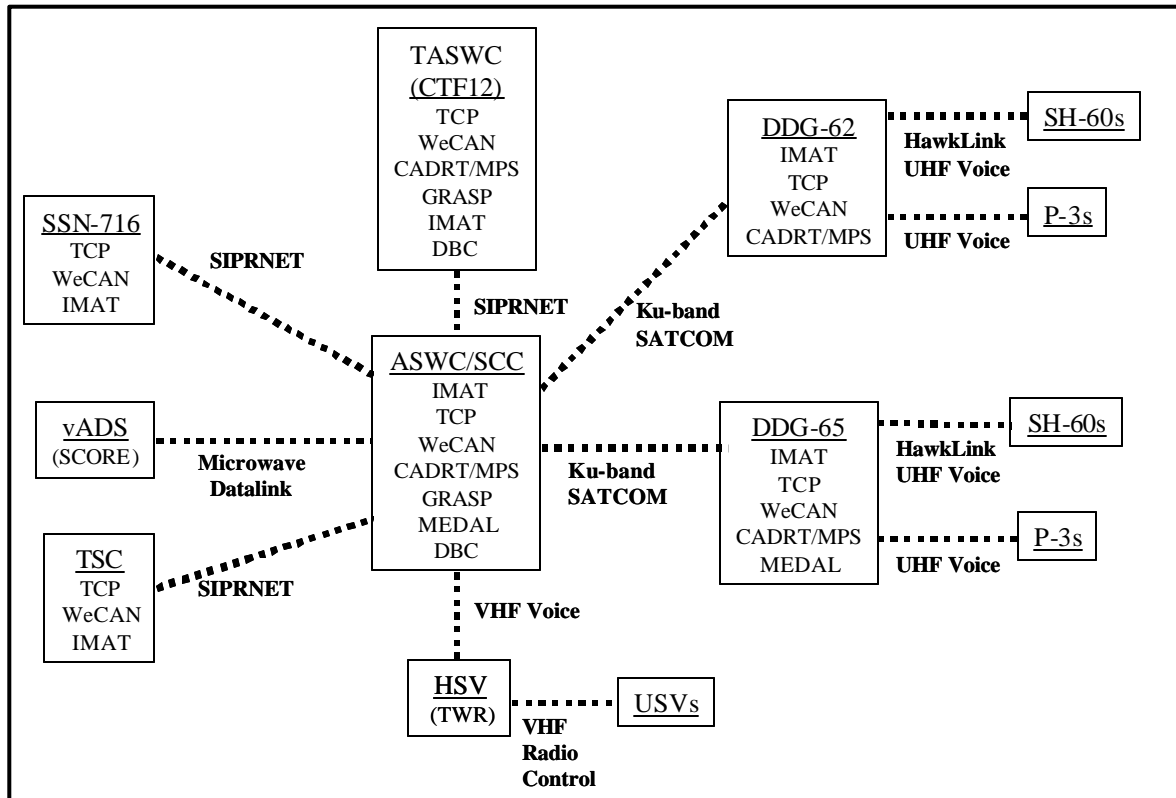 TASWC
(CTF12)
TCP
WeCAN
CADRT/MPS
GRASP
IMAT
DBC
SSN-716
TCP
WeCAN
IMAT
SIPRNET
SIPRNET
DDG-62
IMAT
TCP
WeCAN
CADRT/MPS
HawkLink
UHF Voice
SH-60s
UHF Voice
P-3s
Ku-band
SATCOM
vADS
(SCORE)
Microwave
Datalink
ASWC/SCC
IMAT
TCP
WeCAN
CADRT/MPS
GRASP
MEDAL
DBC
Ku-band
SATCOM
DDG-65
IMAT
TCP
WeCAN
CADRT/MPS
MEDAL
HawkLink
UHF Voice
SH-60s
UHF Voice
P-3s
TSC
TCP
WeCAN
IMAT
SIPRNET
VHF Voice
HSV
(TWR)
VHF
Radio
Control
USVs